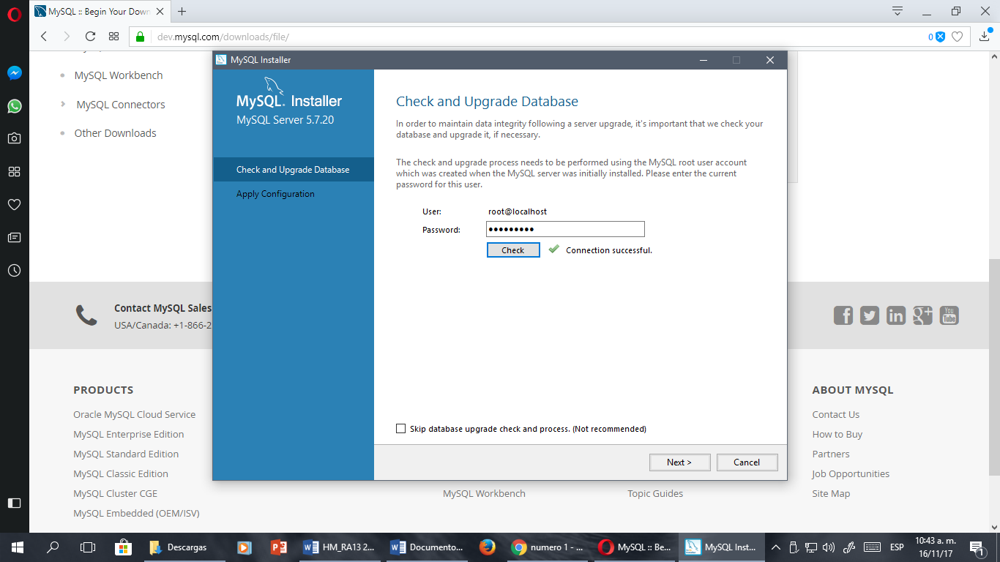 MySQL :: Begin Your Down
dev.mysql.com/downloads/file/
0
MySQL Workbench
MySQL Connectors
Other Downloads
Contact MySQL Sales
USA/Canada: +1-866-2
PRODUCTS
Oracle MySQL Cloud Service
MySQL Enterprise Edition
MySQL Standard Edition
MySQL Classic Edition
MySQL Cluster CGE
MySQL Embedded (OEM/ISV)
MySQL Workbench
Topic Guides
You
Tube
ABOUT MYSQL
Contact Us
How to Buy
Partners
Job Opportunities
Site Map
MySQL Installer
MySQL® Installer
MySQL Server 5.7.20
Check and Upgrade Database
Apply Configuration
Check and Upgrade Database
In order to maintain data integrity following a server upgrade, it's important that we check your
database and upgrade it, if necessary.
The check and upgrade process needs to be performed using the MySQL root user account
which was created when the MySQL server was initially installed. Please enter the current
password for this user.
User: root@localhost
Password: •••••••••
Check Connection successful.
Skip database upgrade check and process. (Not recommended)
Next > Cancel
Descargas
HM_RA13 2...
Documento...
numero 1 - ...
MySQL :: Be...
MySQL Inst...
ESP
10:43 a. m.
16/11/17
1